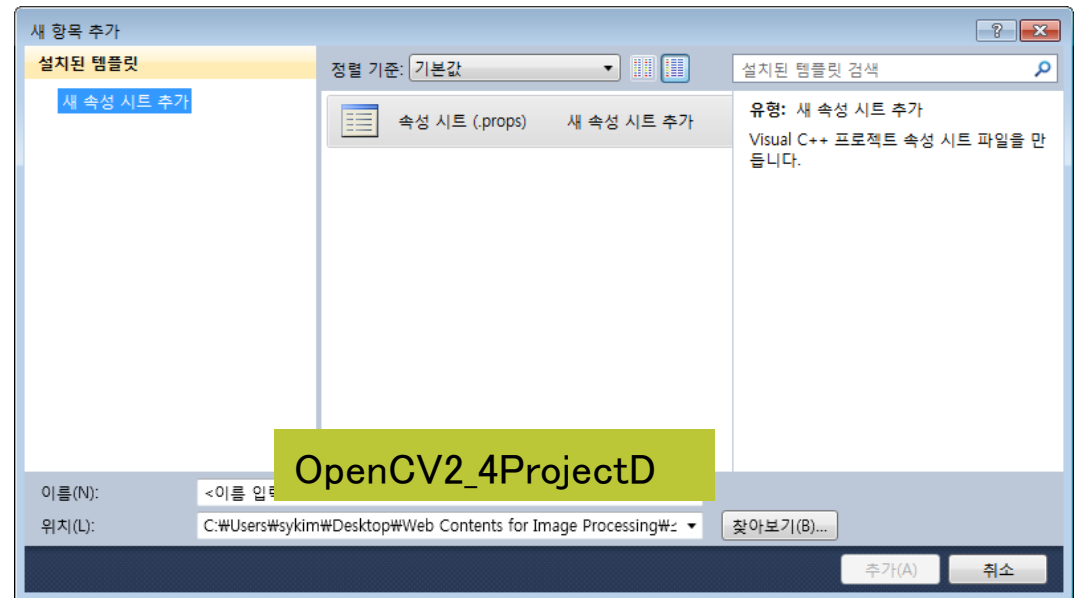 새 항목 추가
설치된 템플릿
새 속성 시트 추가
정렬 기준: 기본값
설치된 템플릿 검색
속성 시트 (.props) 새 속성 시트 추가
유형: 새 속성 시트 추가
Visual C++ 프로젝트 속성 시트 파일을 만
듭니다.
OpenCV2_4ProjectD
이름(N): <이름
위치(L): C:₩Users₩sykim₩Desktop₩Web Contents for Image Processing₩
찾아보기(B)...
추가(A) 취소